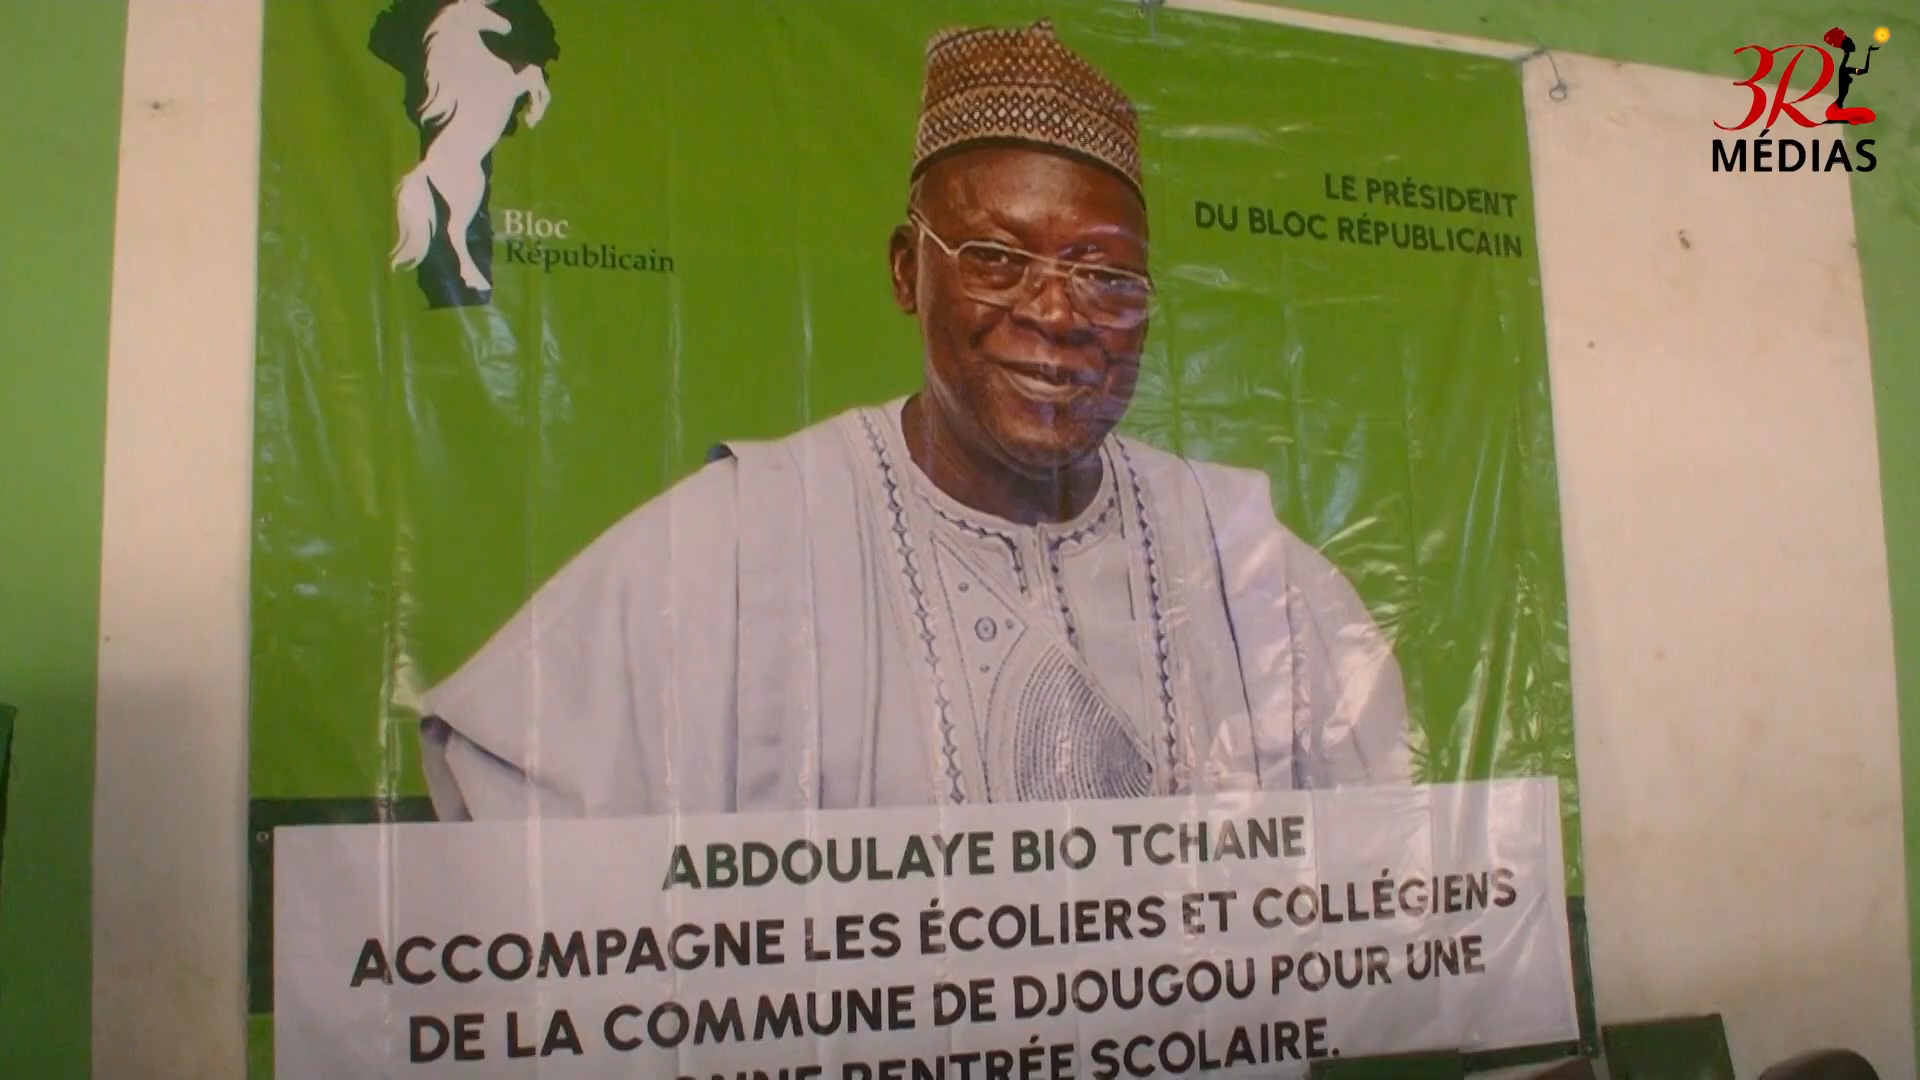 3R
MÉDIAS
Bloc
Républicain
LE PRÉSIDENT
DU BLOC RÉPUBLICAIN
ABDOULAYE BIO TCHANE
ACCOMPAGNE LES ÉCOLIERS ET COLLÉGIENS
DE LA COMMUNE DE DJOUGOU POUR UNE
RENTRÉE SCOLAIRE.